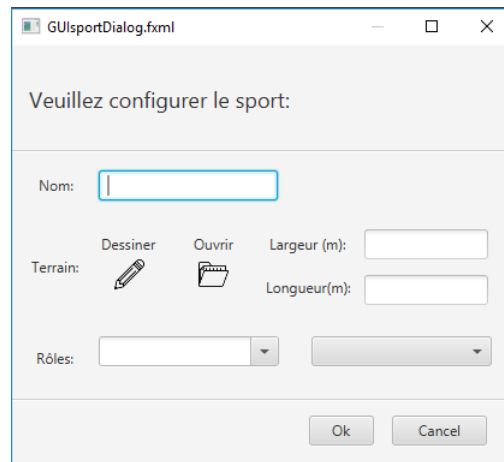 GUIsportDialog.fxml
Veuillez configurer le sport:
Nom:
Dessiner Ouvrir Largeur (m):
Terrain:
Longueur(m):
Rôles:
Ok Cancel